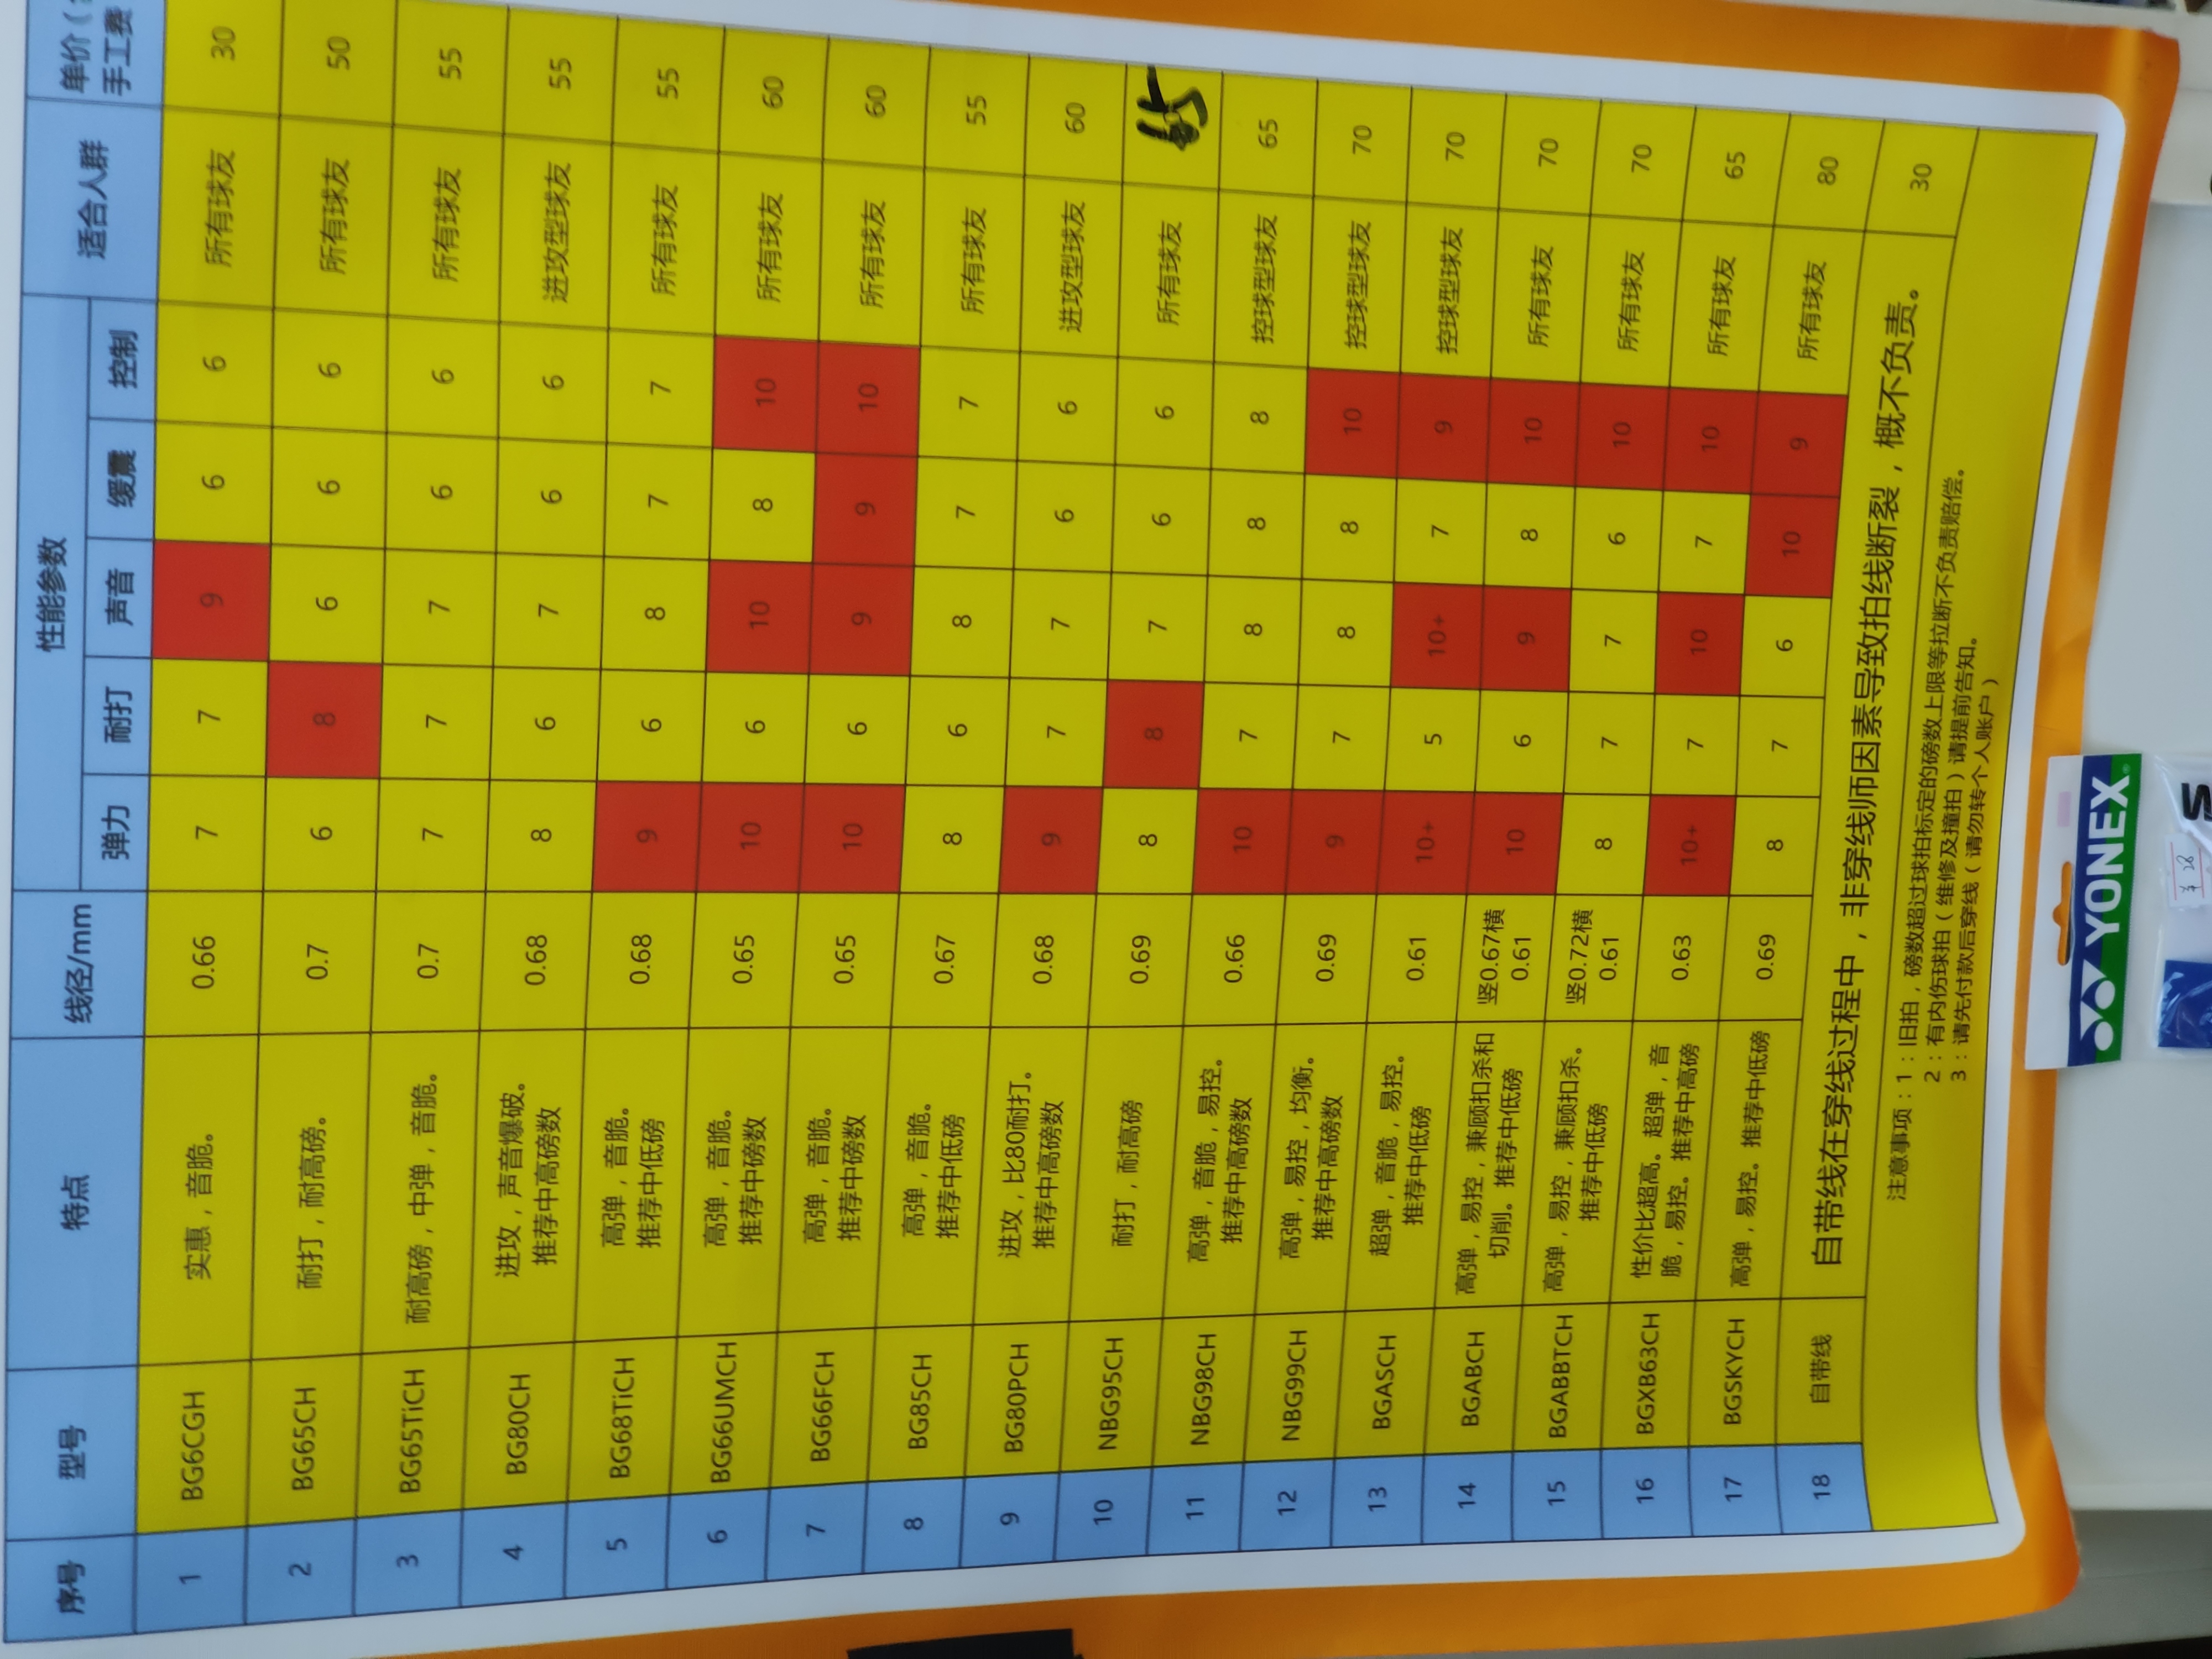 序号 型号 特点 线径/mm 性能参数 适合人群 单价（
手工费
弹力 耐打 声音 缓震 控制
1 BG6CGH 实惠，音脆。 0.66 7 7 9 6 6 所有球友 30
2 BG65CH 耐打，耐高磅。 0.7 6 8 6 6 6 所有球友 50
3 BG65TiCH 耐高磅，中弹，音脆。 0.7 7 7 7 6 6 所有球友 55
4 BG80CH 进攻，声音爆破。
推荐中高磅数 0.68 8 6 7 6 6 进攻型球友 55
5 BG68TiCH 高弹，音脆。
推荐中低磅 0.68 9 6 8 7 7 所有球友 55
6 BG66UMCH 高弹，音脆。
推荐中磅数 0.65 10 6 10 8 10 所有球友 60
7 BG66FCH 高弹，音脆。
推荐中磅数 0.65 10 6 9 9 10 所有球友 60
8 BG85CH 高弹，音脆。
推荐中低磅 0.67 8 6 8 7 7 所有球友 55
9 BG80PCH 进攻，比80耐打。
推荐中高磅数 0.68 9 7 7 6 6 进攻型球友 60
10 NBG95CH 耐打，耐高磅 0.69 8 8 7 6 6 所有球友 65
11 NBG98CH 高弹，音脆，易控。
推荐中高磅数 0.66 10 7 8 8 8 控球型球友 65
12 NBG99CH 高弹，易控，均衡。
推荐中高磅数 0.69 9 7 8 8 10 控球型球友 70
13 BGASCH 超弹，音脆，易控。
推荐中低磅 0.61 10+ 5 10+ 7 9 控球型球友 70
14 BGABCH 高弹，易控，兼顾扣杀和
切削。推荐中低磅 竖0.67横
0.61 10 6 9 8 10 所有球友 70
15 BGABBTCH 高弹，易控，兼顾扣杀。
推荐中低磅 竖0.72横
0.61 8 7 7 6 10 所有球友 70
16 BGXB63CH 性价比超高。超弹，音
脆，易控。推荐中高磅 0.63 10+ 7 10 7 10 所有球友 65
17 BGSKYCH 高弹，易控。推荐中低磅 0.69 8 7 6 10 9 所有球友 80
18 自带线 自带线在穿线过程中，非穿线师因素导致拍线断裂，概不负责。 30
注意事项：1：旧拍，磅数超过球拍标定的磅数上限等拉断不负责赔偿。
2：有内伤球拍（维修及撞拍）请提前告知。
3：请先付款后穿线（请勿转个人账户）
YONEX
¥ 28